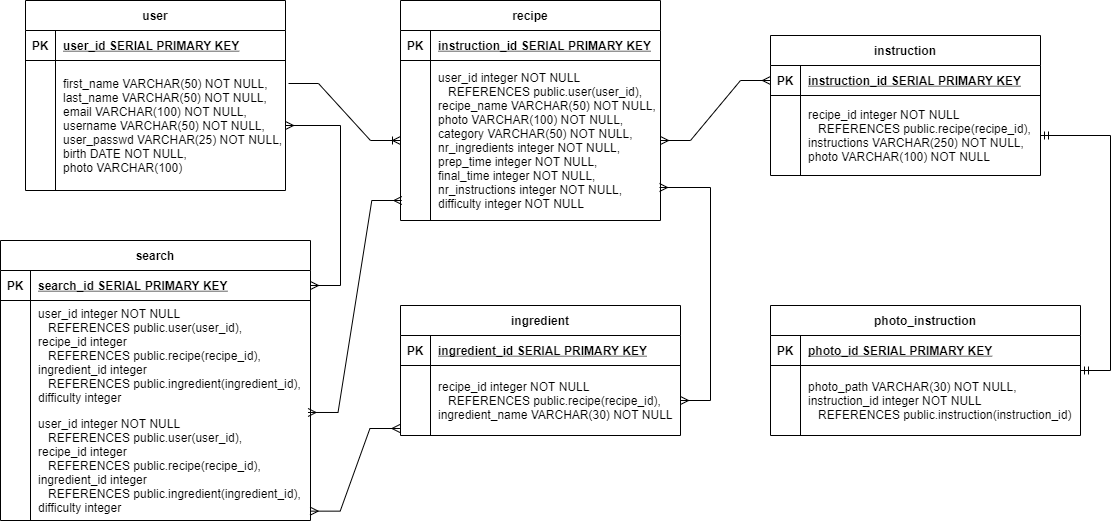 user
PK user_id SERIAL PRIMARY KEY
first_name VARCHAR(50) NOT NULL,
last_name VARCHAR(50) NOT NULL,
email VARCHAR(100) NOT NULL,
username VARCHAR(50) NOT NULL,
user_passwd VARCHAR(25) NOT NULL,
birth DATE NOT NULL,
photo VARCHAR(100)
recipe
PK instruction_id SERIAL PRIMARY KEY
user_id integer NOT NULL
REFERENCES public.user(user_id),
recipe_name VARCHAR(50) NOT NULL,
photo VARCHAR(100) NOT NULL,
category VARCHAR(50) NOT NULL,
nr_ingredients integer NOT NULL,
prep_time integer NOT NULL,
final_time integer NOT NULL,
nr_instructions integer NOT NULL,
difficulty integer NOT NULL
instruction
PK instruction_id SERIAL PRIMARY KEY
recipe_id integer NOT NULL
REFERENCES public.recipe(recipe_id),
instructions VARCHAR(250) NOT NULL,
photo VARCHAR(100) NOT NULL
search
PK search_id SERIAL PRIMARY KEY
user_id integer NOT NULL
REFERENCES public.user(user_id),
recipe_id integer
REFERENCES public.recipe(recipe_id),
ingredient_id integer
REFERENCES public.ingredient(ingredient_id),
difficulty integer
user_id integer NOT NULL
REFERENCES public.user(user_id),
recipe_id integer
REFERENCES public.recipe(recipe_id),
ingredient_id integer
REFERENCES public.ingredient(ingredient_id),
difficulty integer
ingredient
PK ingredient_id SERIAL PRIMARY KEY
recipe_id integer NOT NULL
REFERENCES public.recipe(recipe_id),
ingredient_name VARCHAR(30) NOT NULL
photo_instruction
PK photo_id SERIAL PRIMARY KEY
photo_path VARCHAR(30) NOT NULL,
instruction_id integer NOT NULL
REFERENCES public.instruction(instruction_id)